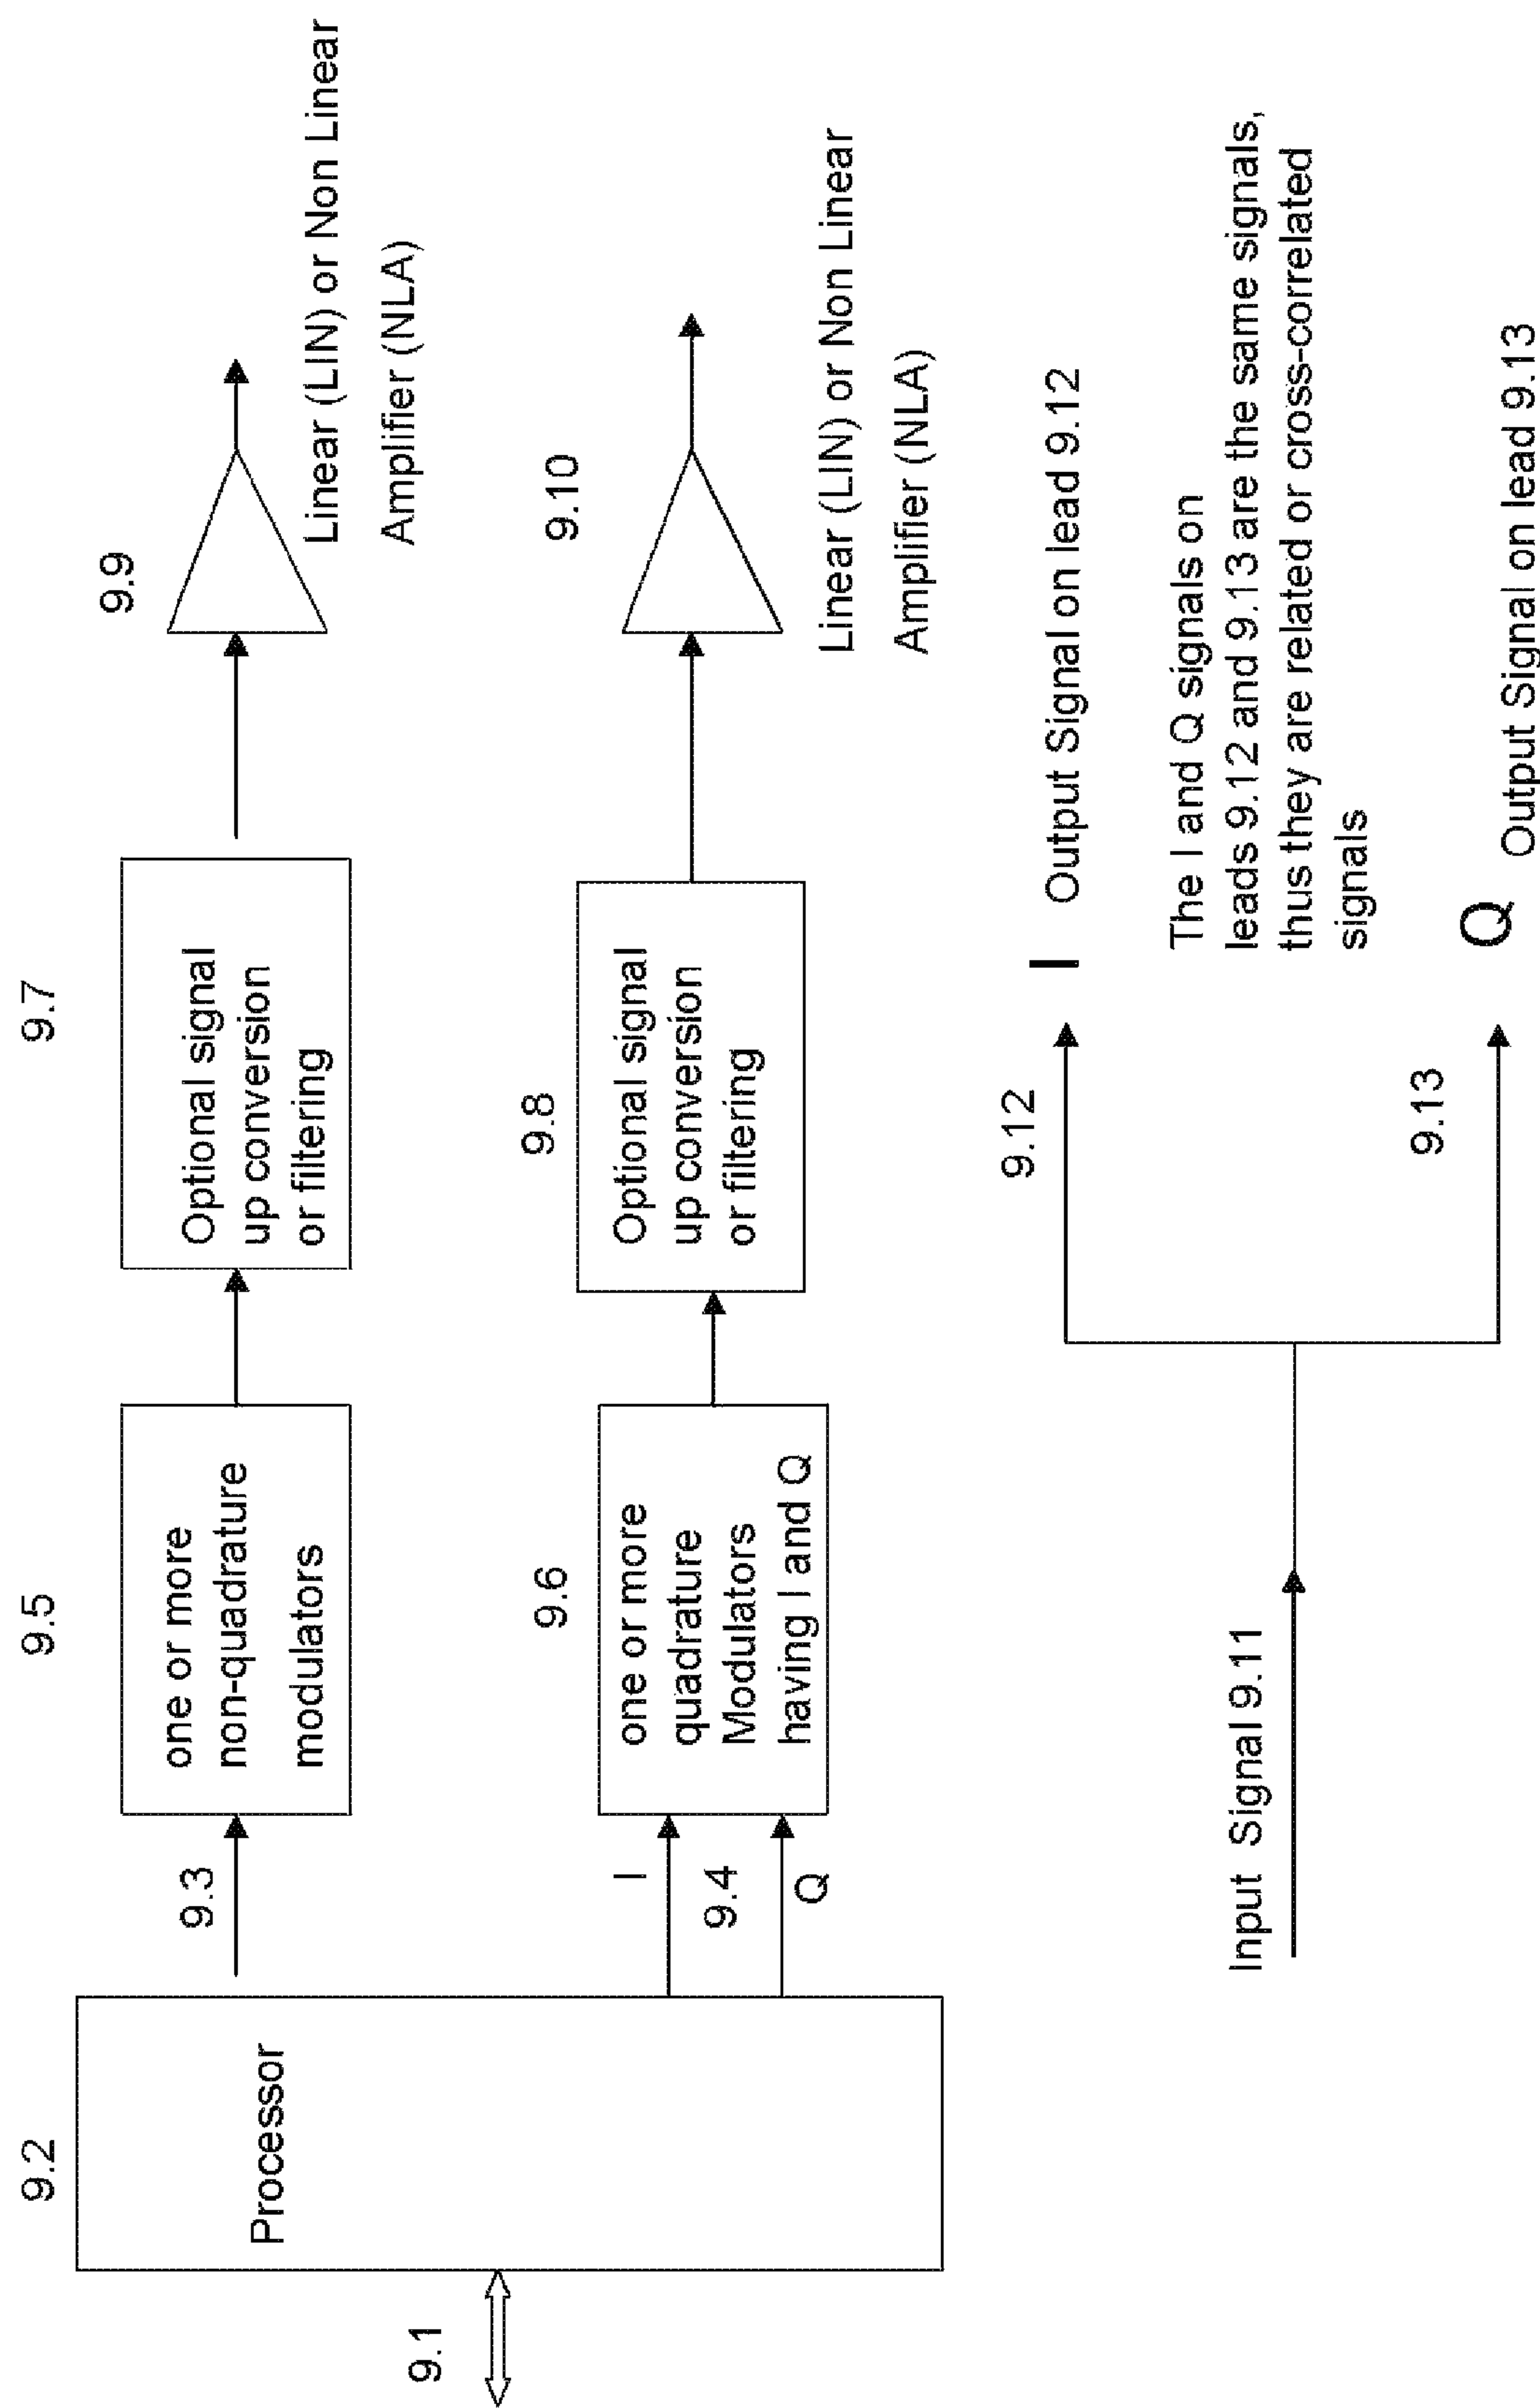 9.2
Processor
9.1
9.3
9.5
one or more
non-quadrature
modulators
9.7
Optional signal
up conversion
or filtering
9.9
Linear (LIN) or Non Linear
Amplifier (NLA)
I
9.4
Q
9.6
one or more
quadrature
Modulators
having I and Q
9.8
Optional signal
up conversion
or filtering
9.10
Linear (LIN) or Non Linear
Amplifier (NLA)
Input Signal 9.11
9.12
I Output Signal on lead 9.12
The I and Q signals on
leads 9.12 and 9.13 are the same signals,
thus they are related or cross-correlated
signals
9.13
Q Output Signal on lead 9.13